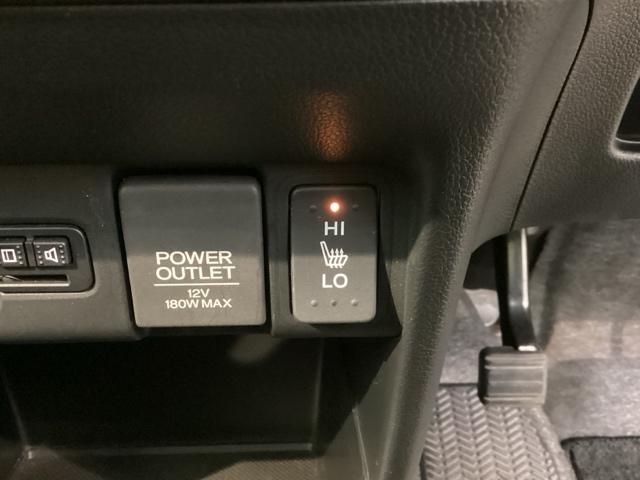 POWER
OUTLET
12V
180W MAX
HI
LO